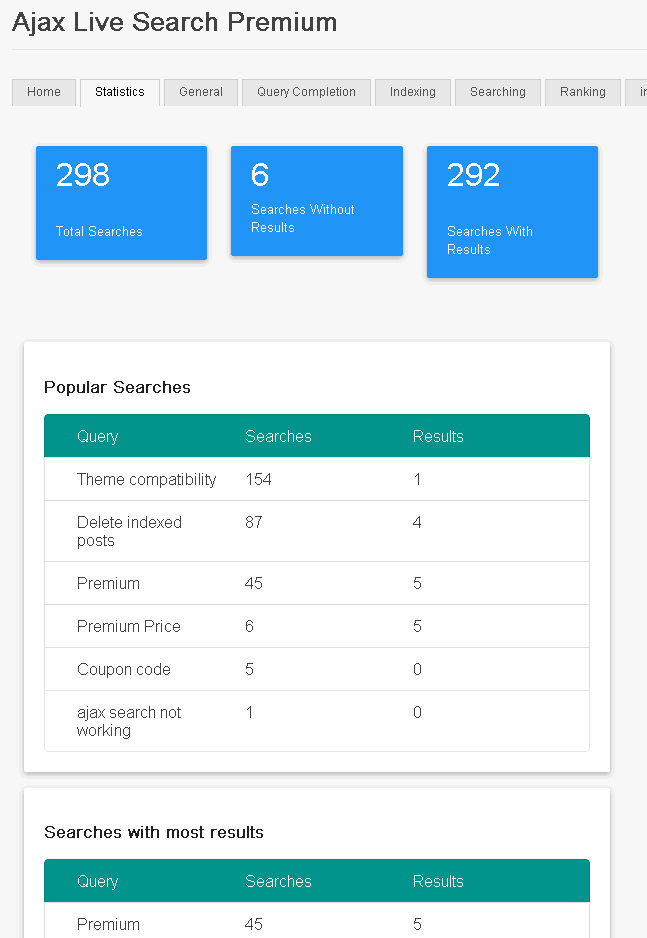 Ajax Live Search Premium
Home Statistics General Query Completion Indexing Searching Ranking
298 6 292
Total Searches
Searches Without
Results
Searches With
Results
Popular Searches
Query Searches Results
Theme compatibility 154 1
Delete indexed
posts 87 4
Premium 45 5
Premium Price 6 5
Coupon code 5 0
ajax search not
working 1 0
Searches with most results
Query Searches Results
Premium 45 5